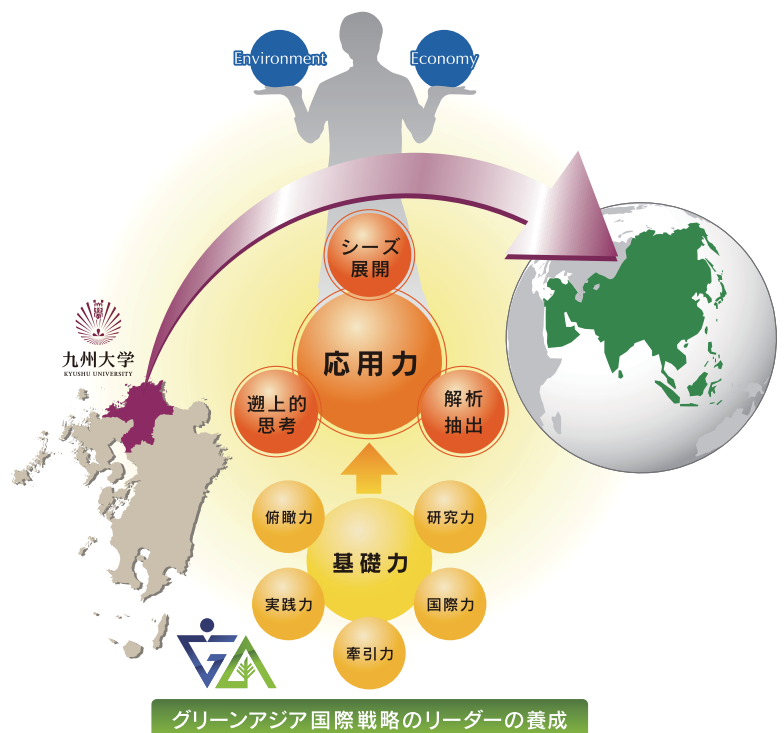 Environment
Economy
シーズ
展開
九州大学
KYUSHU UNIVERSITY
応用力
遡上的
思考
解析
抽出
俯瞰力
研究力
基礎力
実践力
国際力
牽引力
GA
グリーンアジア国際戦略のリーダーの養成